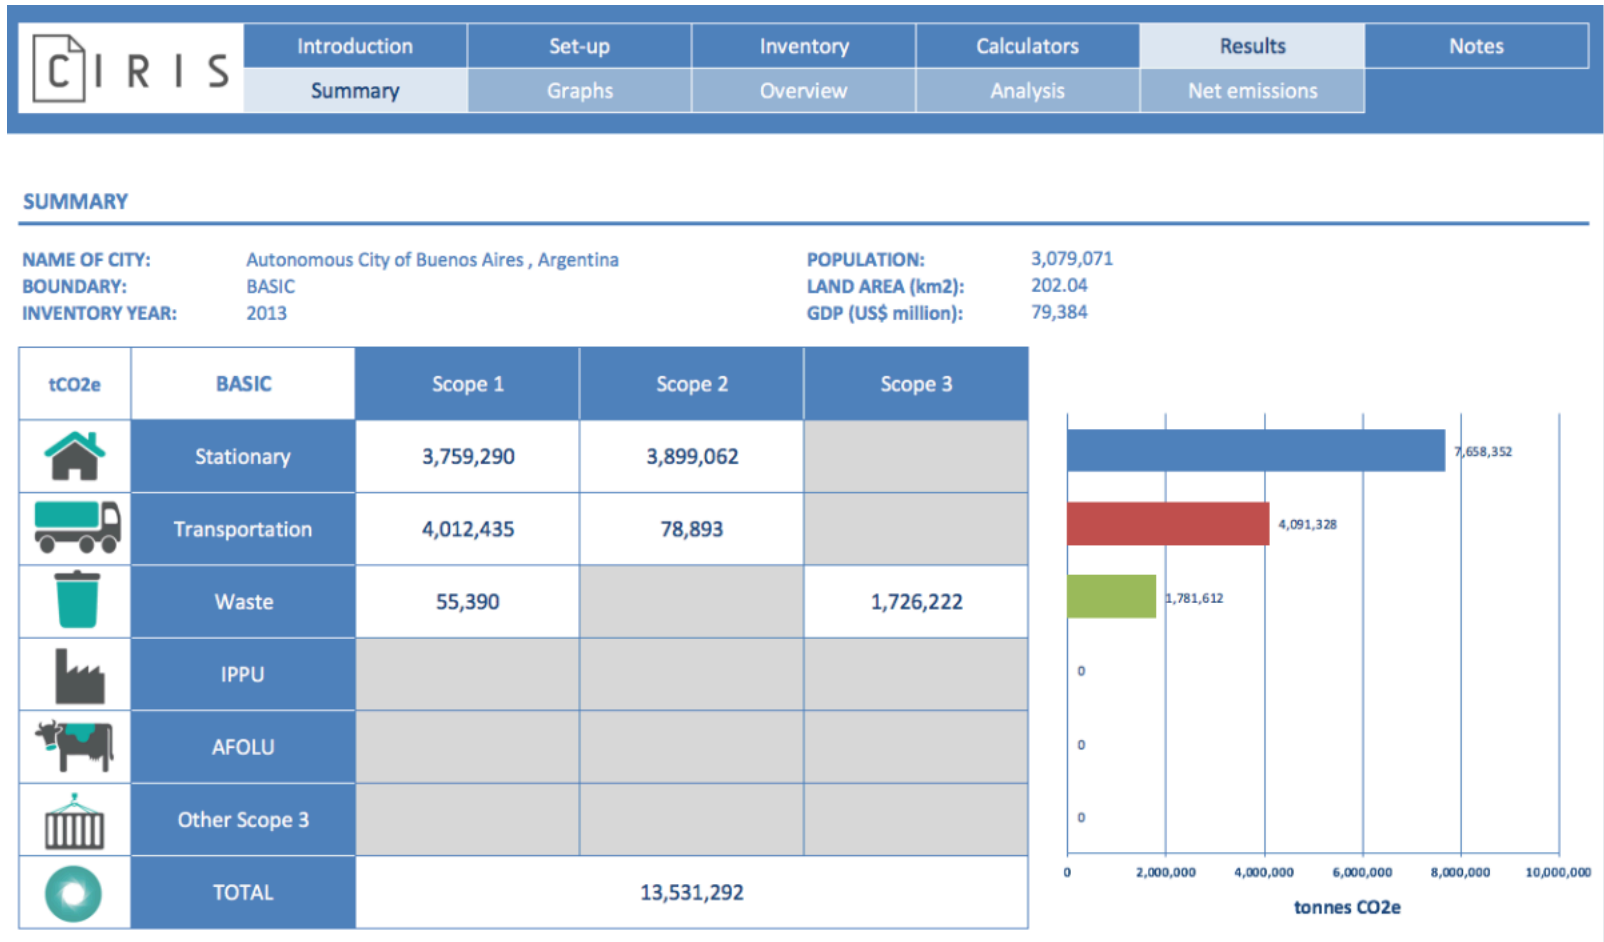 CIRIS
Introduction Set-up Inventory Calculators Results Notes
Summary Graphs Overview Analysis Net emissions
SUMMARY
NAME OF CITY: Autonomous City of Buenos Aires , Argentina POPULATION: 3,079,071
BOUNDARY: BASIC LAND AREA (km2): 202.04
INVENTORY YEAR: 2013 GDP (US$ million): 79,384
tCO2e BASIC Scope 1 Scope 2 Scope 3
Stationary 3,759,290 3,899,062
Transportation 4,012,435 78,893
Waste 55,390 1,726,222
IPPU
AFOLU
Other Scope 3
TOTAL 13,531,292
7,658,352
4,091,328
1,781,612
0
0
0
0 2,000,000 4,000,000 6,000,000 8,000,000 10,000,000
tonnes CO2e